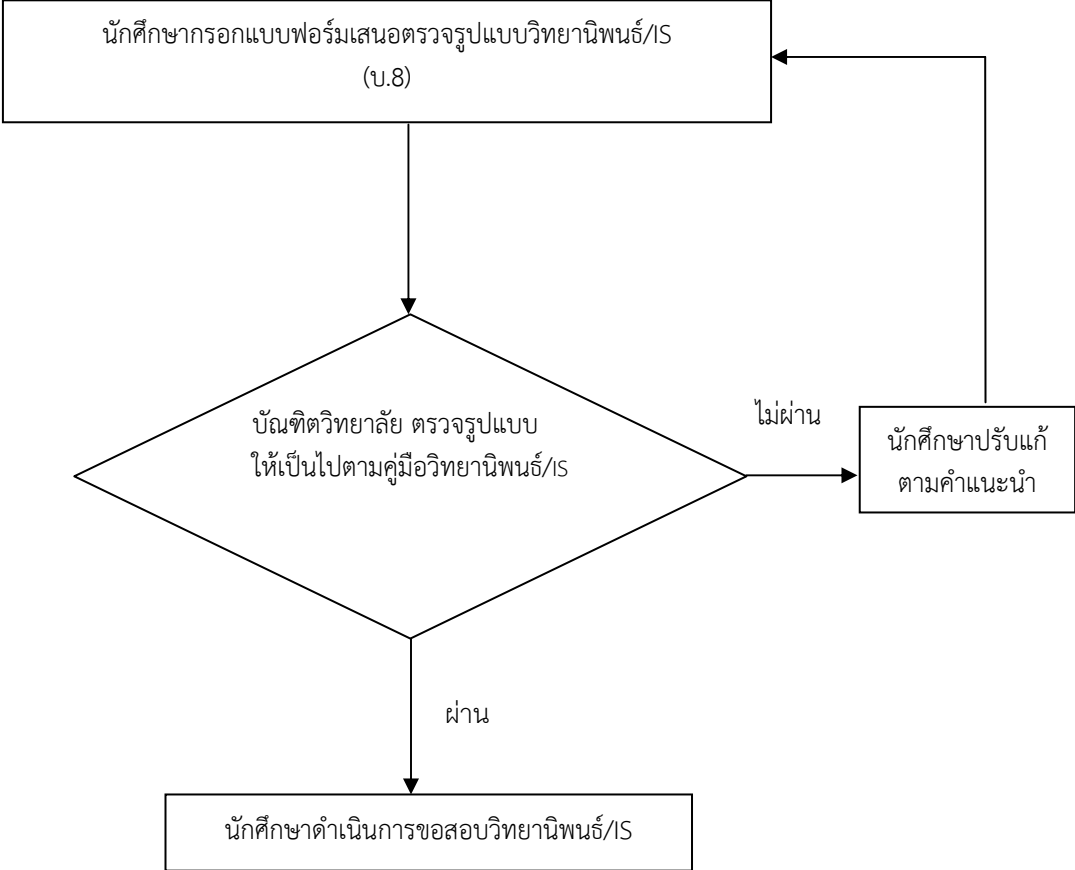 นักศึกษากรอกแบบฟอร์มเสนอตรวจรูปแบบวิทยานิพนธ์/IS
(บ.8)
บัณฑิตวิทยาลัย ตรวจรูปแบบ
ให้เป็นไปตามคู่มือวิทยานิพนธ์/IS
ไม่ผ่าน
นักศึกษาปรับแก้
ตามคำแนะนำ
ผ่าน
นักศึกษาดำเนินการขอสอบวิทยานิพนธ์/IS